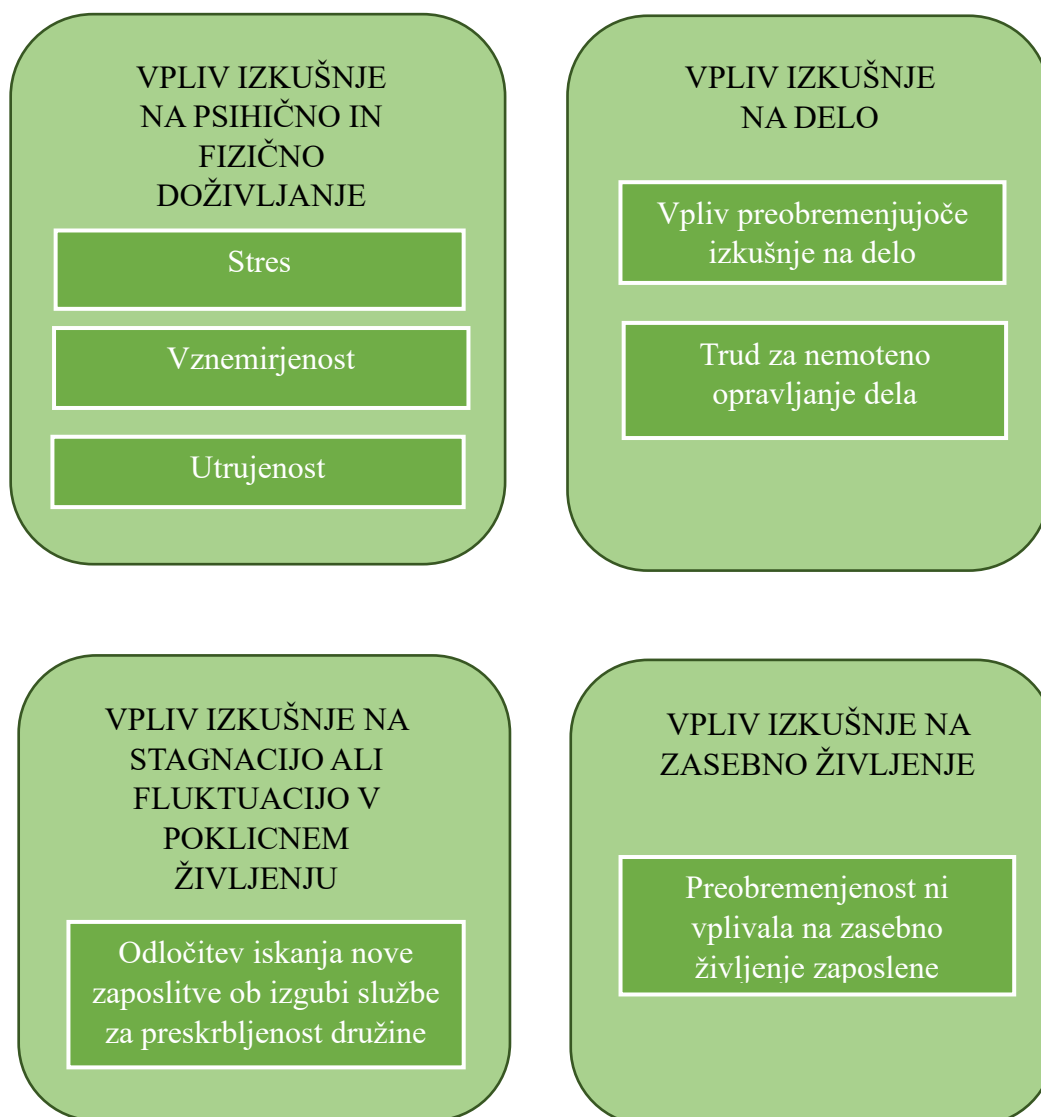 VPLIV IZKUŠNJE
NA PSIHIČNO IN
FIZIČNO
DOŽIVLJANJE
Stres
Vznemirjenost
Utrujenost
VPLIV IZKUŠNJE
NA DELO
Vpliv preobremenjujoče
izkušnje na delo
Trud za nemoteno
opravljanje dela
VPLIV IZKUŠNJE NA
STAGNACIJO ALI
FLUKTUACIJO V
POKLICNEM
ŽIVLJENJU
Odločitev iskanja nove
zaposlitve ob izgubi službe
za preskrbljenost družine
VPLIV IZKUŠNJE NA
ZASEBNO ŽIVLJENJE
Preobremenjenost ni
vplivala na zasebno
življenje zaposlene